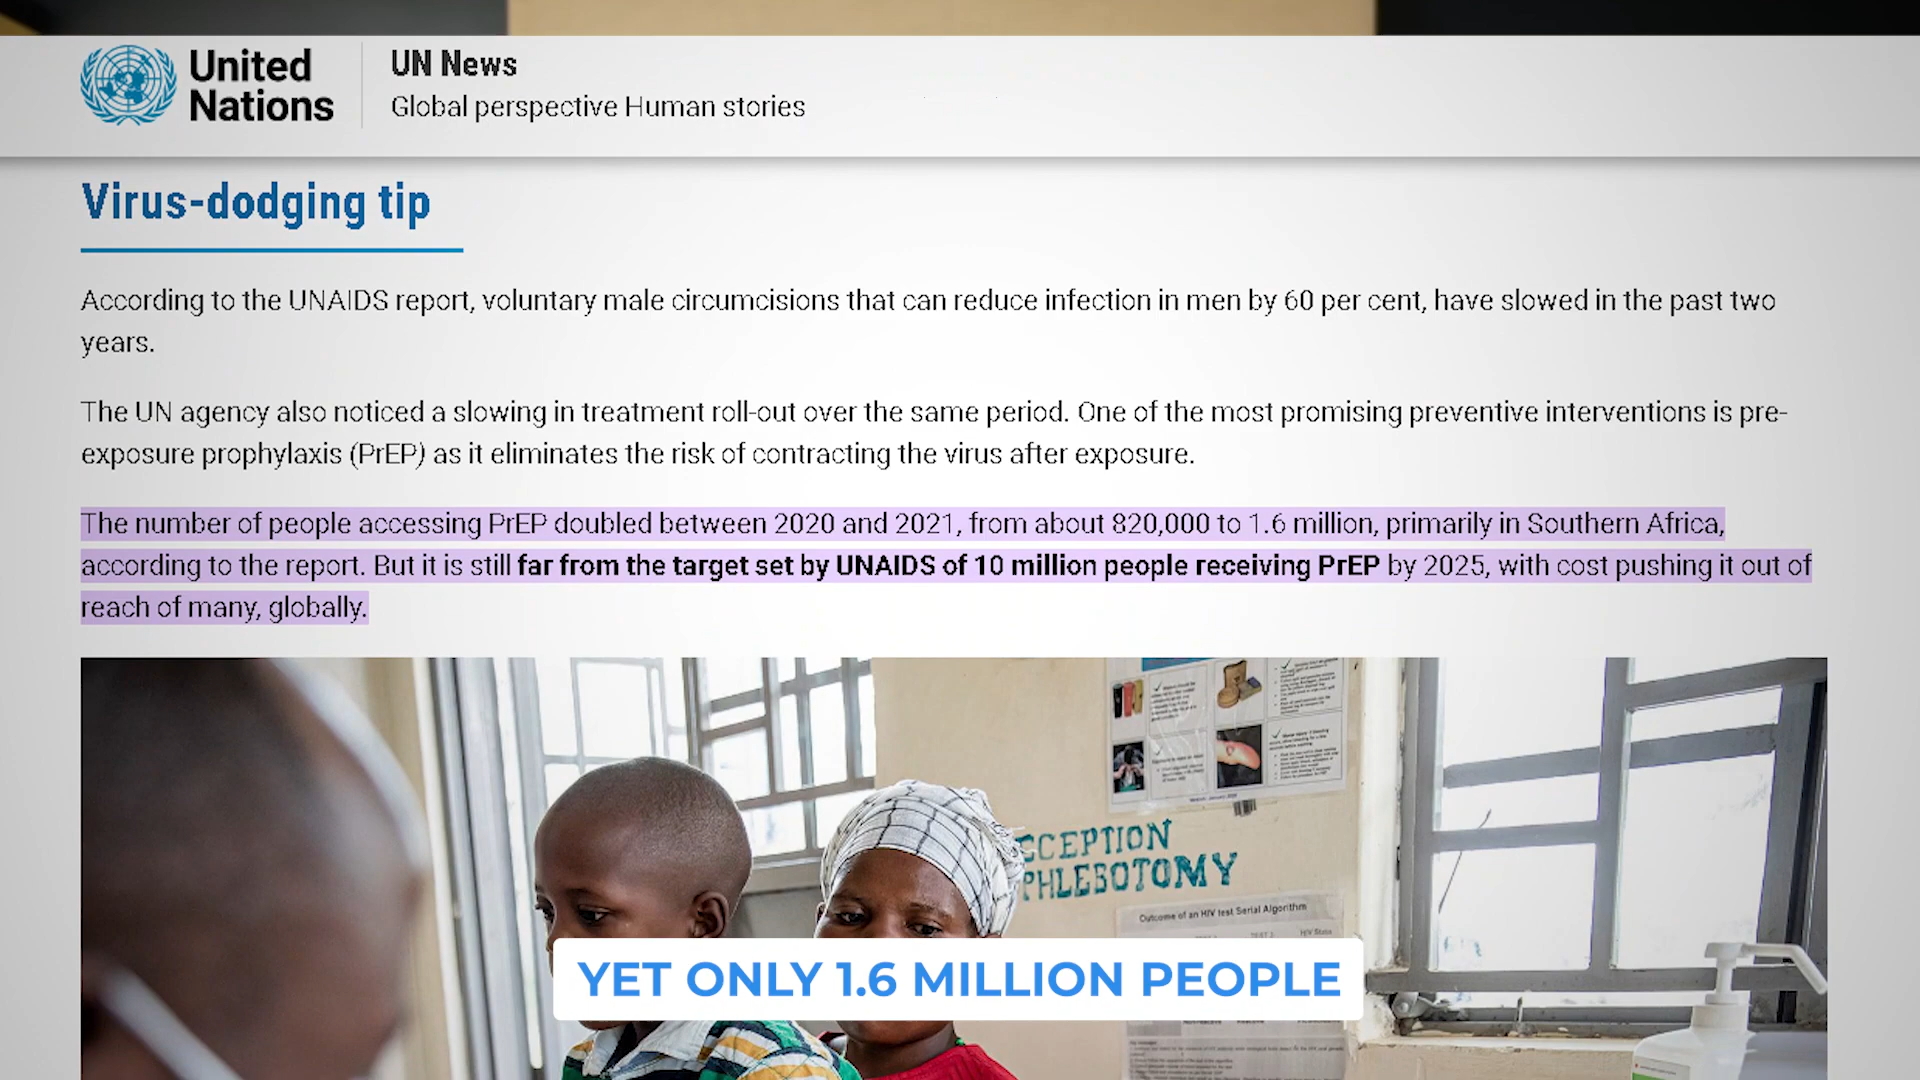 United
Nations
UN News
Global perspective Human stories
Virus-dodging tip
According to the UNAIDS report, voluntary male circumcisions that can reduce infection in men by 60 per cent, have slowed in the past two
years.
The UN agency also noticed a slowing in treatment roll-out over the same period. One of the most promising preventive interventions is pre-
exposure prophylaxis (PrEP) as it eliminates the risk of contracting the virus after exposure.
The number of people accessing PrEP doubled between 2020 and 2021, from about 820,000 to 1.6 million, primarily in Southern Africa,
according to the report. But it is still far from the target set by UNAIDS of 10 million people receiving PrEP by 2025, with cost pushing it out of
reach of many, globally.
CCEPTION
PHLEBOTOMY
Outcome of an HIV test Serial Algorithm
YET ONLY 1.6 MILLION PEOPLE